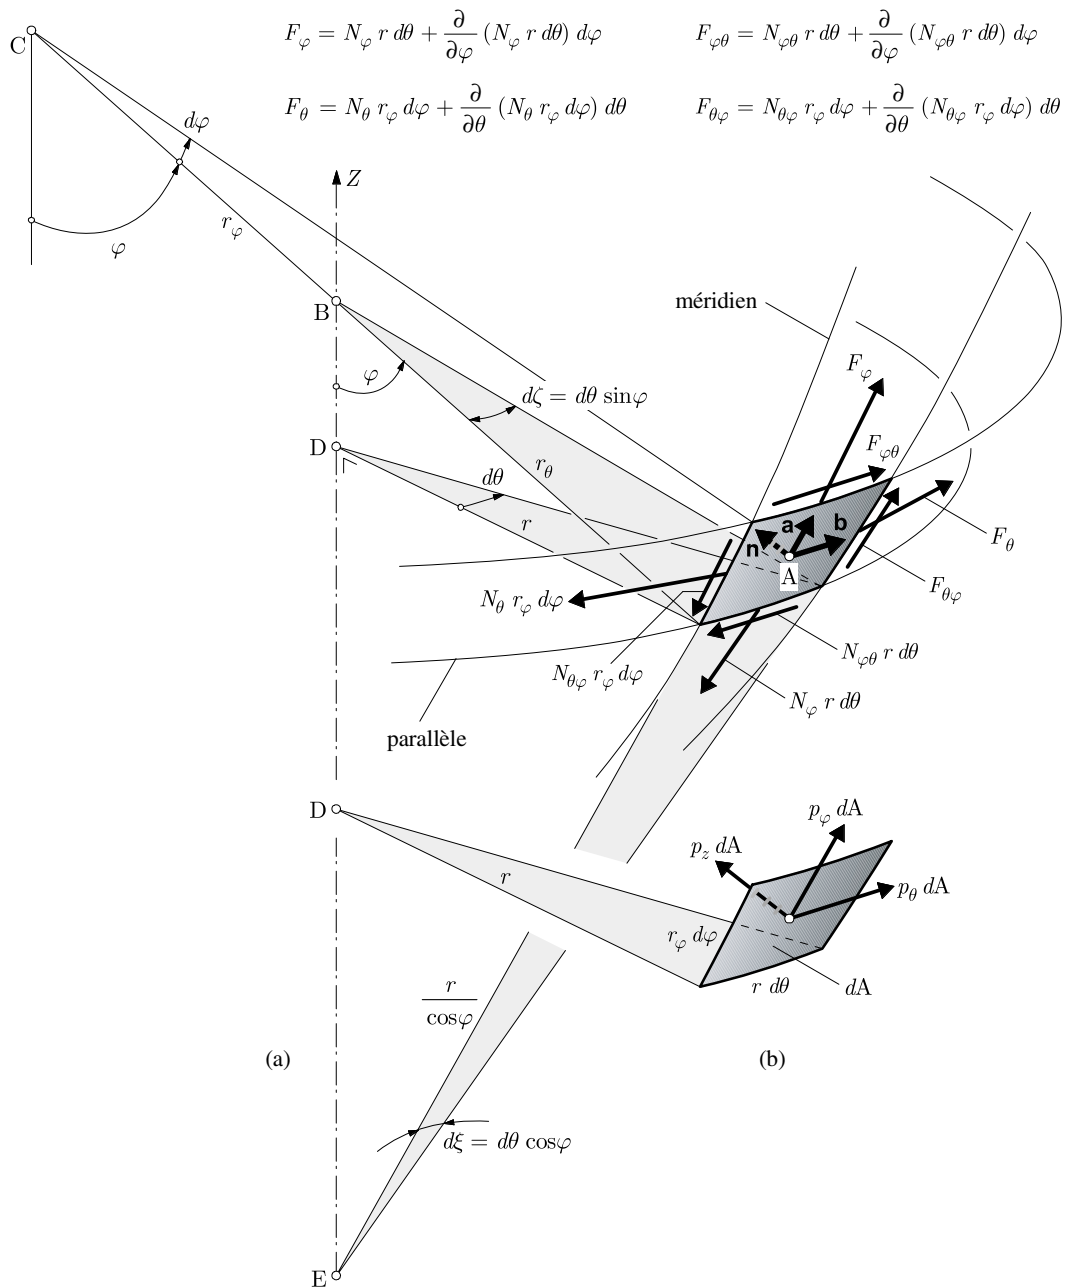 F_φ = N_φ r dθ + ∂/∂φ (N_φ r dθ) dφ
F_φθ = N_φθ r dθ + ∂/∂φ (N_φθ r dθ) dφ
F_θ = N_θ r_φ dφ + ∂/∂θ (N_θ r_φ dφ) dθ
F_θφ = N_θφ r_φ dφ + ∂/∂θ (N_θφ r_φ dφ) dθ
C
dφ
Z
r_φ
φ
B
méridien
F_φ
φ
dζ = dθ sinφ
D
F_φθ
r_θ
dθ
r
a
b
n
A
F_θ
F_θφ
N_θ r_φ dφ
N_φθ r dθ
N_θφ r_φ dφ
N_φ r dθ
parallèle
D
p_φ dA
p_z dA
r
p_θ dA
r_φ dφ
r dθ
dA
r/cosφ
(a)
(b)
dξ = dθ cosφ
E